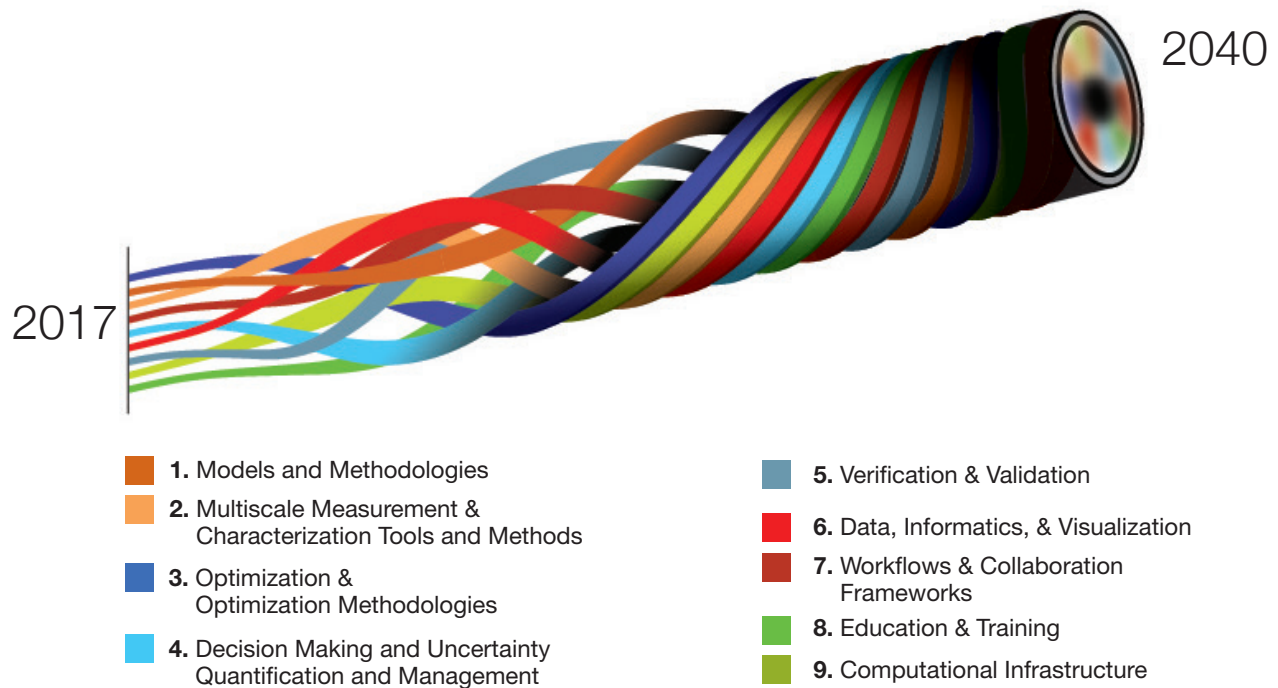 2040
2017
1. Models and Methodologies
2. Multiscale Measurement &
Characterization Tools and Methods
3. Optimization &
Optimization Methodologies
4. Decision Making and Uncertainty
Quantification and Management
5. Verification & Validation
6. Data, Informatics, & Visualization
7. Workflows & Collaboration
Frameworks
8. Education & Training
9. Computational Infrastructure